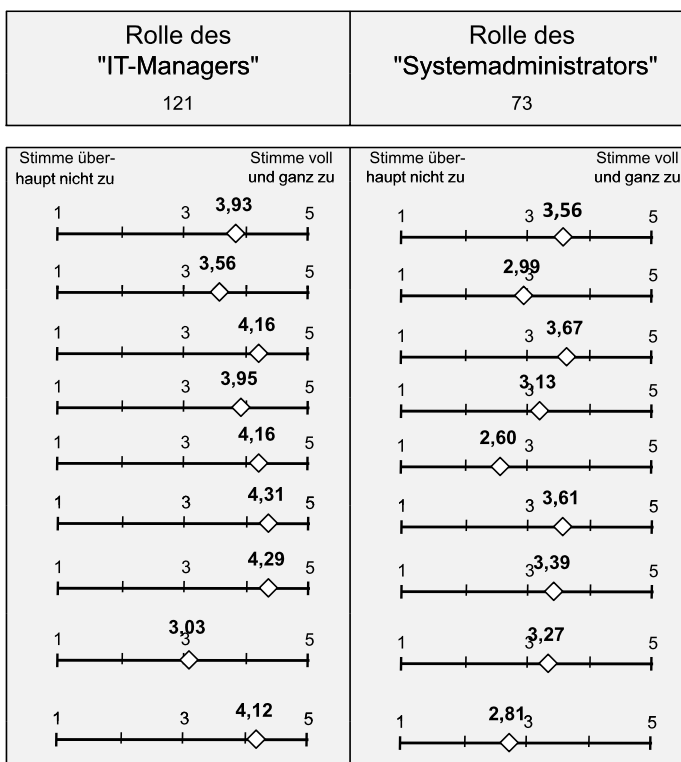 Rolle des
"IT-Managers"
121
Rolle des
"Systemadministrators"
73
Stimme über-
haupt nicht zu
Stimme voll
und ganz zu
Stimme über-
haupt nicht zu
Stimme voll
und ganz zu
1 3 3,93 5
1 3 3,56 5
1 3 3,56 5
1 2,99 3 5
1 3 4,16 5
1 3 3,67 5
1 3 3,95 5
1 3 3,13 5
1 3 4,16 5
1 2,60 3 5
1 3 4,31 5
1 3 3,61 5
1 3 4,29 5
1 3 3,39 5
1 3,03 3 5
1 3 3,27 5
1 3 4,12 5
1 2,81 3 5